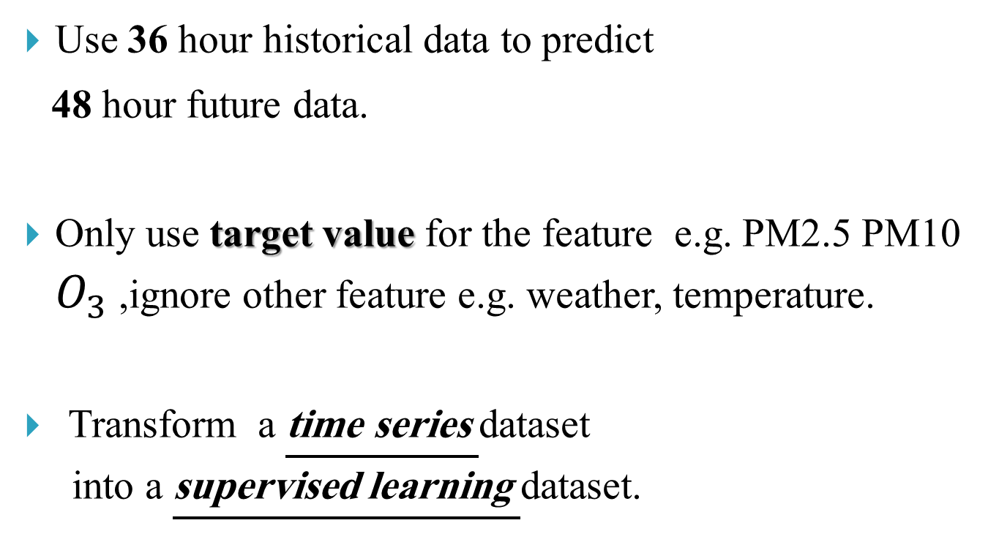 Use 36 hour historical data to predict
48 hour future data.
Only use target value for the feature e.g. PM2.5 PM10
O₃ ,ignore other feature e.g. weather, temperature.
Transform a time series dataset
into a supervised learning dataset.